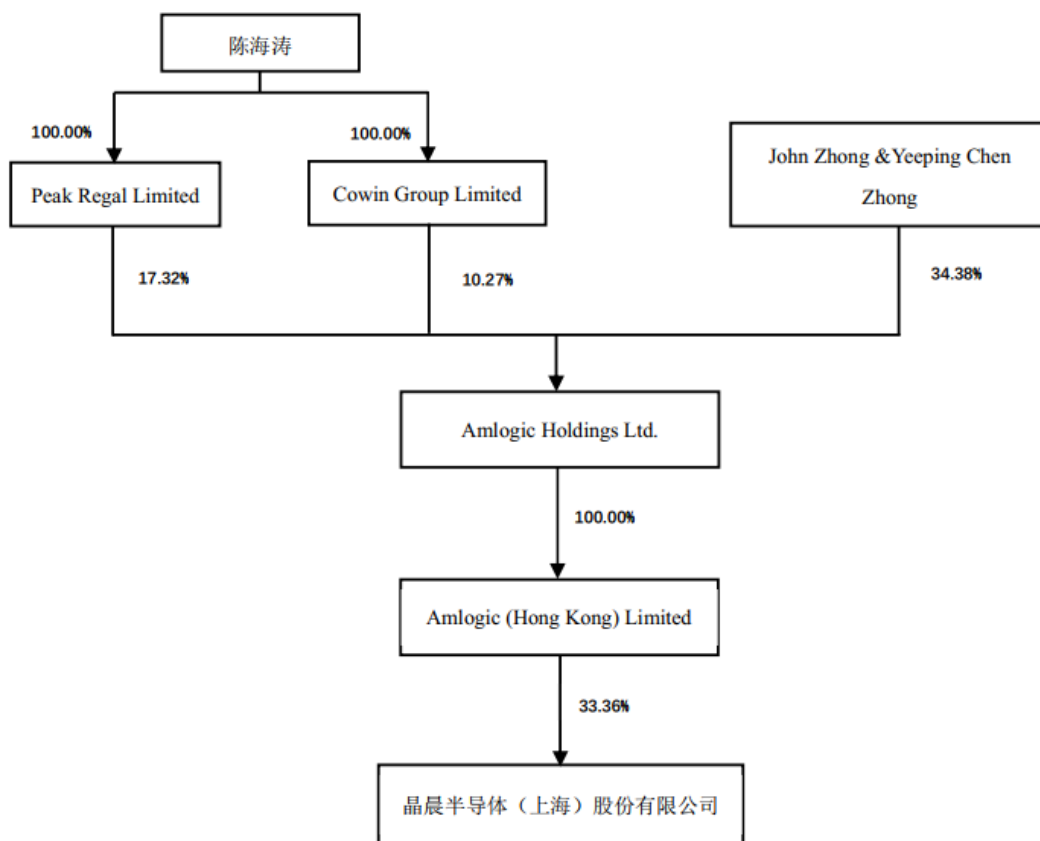 陈海涛
100.00%
100.00%
Peak Regal Limited
Cowin Group Limited
John Zhong &Yeeping Chen
Zhong
17.32%
10.27%
34.38%
Amlogic Holdings Ltd.
100.00%
Amlogic (Hong Kong) Limited
33.36%
晶晨半导体（上海）股份有限公司